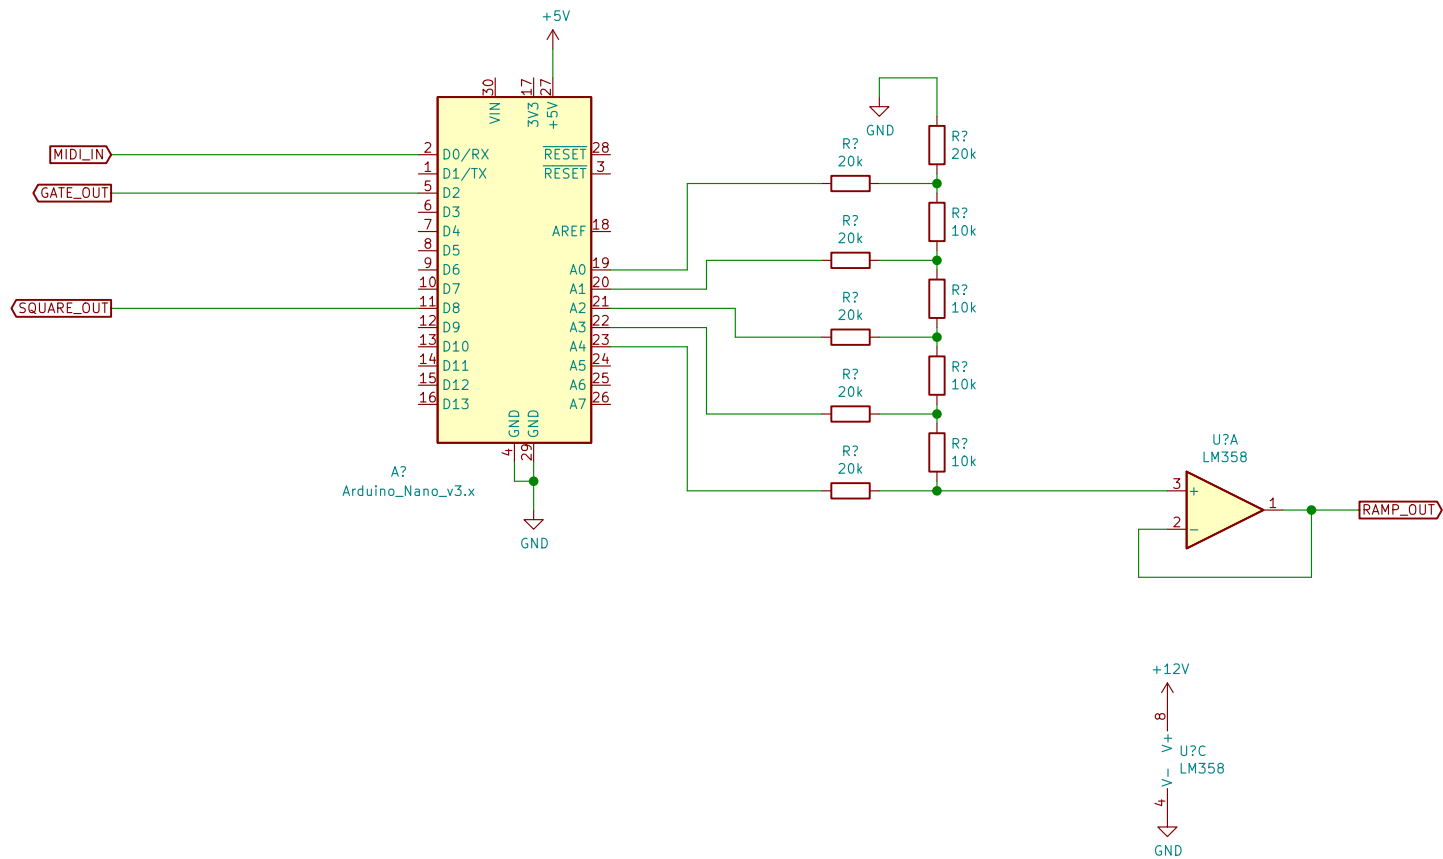 +5V
30
17
27
VIN
3V3
+5V
MIDI_IN
2
D0/RX
RESET
28
1
D1/TX
RESET
3
GATE_OUT
5
D2
6
D3
7
D4
AREF
18
8
D5
9
D6
A0
19
10
D7
A1
20
SQUARE_OUT
11
D8
A2
21
12
D9
A3
22
13
D10
A4
23
14
D11
A5
24
15
D12
A6
25
16
D13
A7
26
GND
GND
4
29
A?
Arduino_Nano_v3.x
GND
GND
R?
20k
R?
20k
R?
10k
R?
20k
R?
10k
R?
20k
R?
10k
R?
20k
R?
10k
R?
20k
U?A
LM358
3
+
2
−
1
RAMP_OUT
+12V
8
V+
U?C
LM358
V-
4
GND